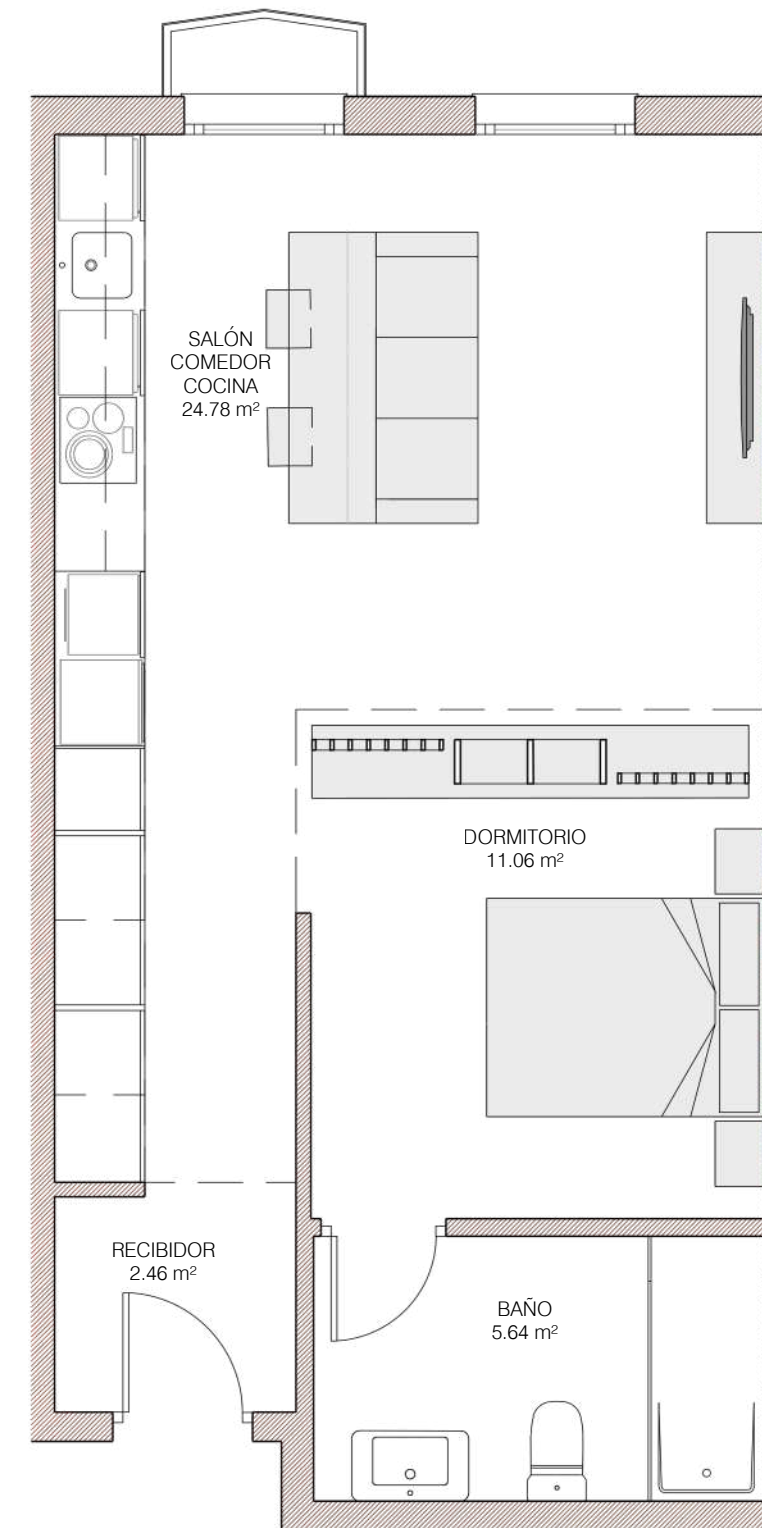 SALÓN
COMEDOR
COCINA
24.78 m²
DORMITORIO
11.06 m²
RECIBIDOR
2.46 m²
BAÑO
5.64 m²